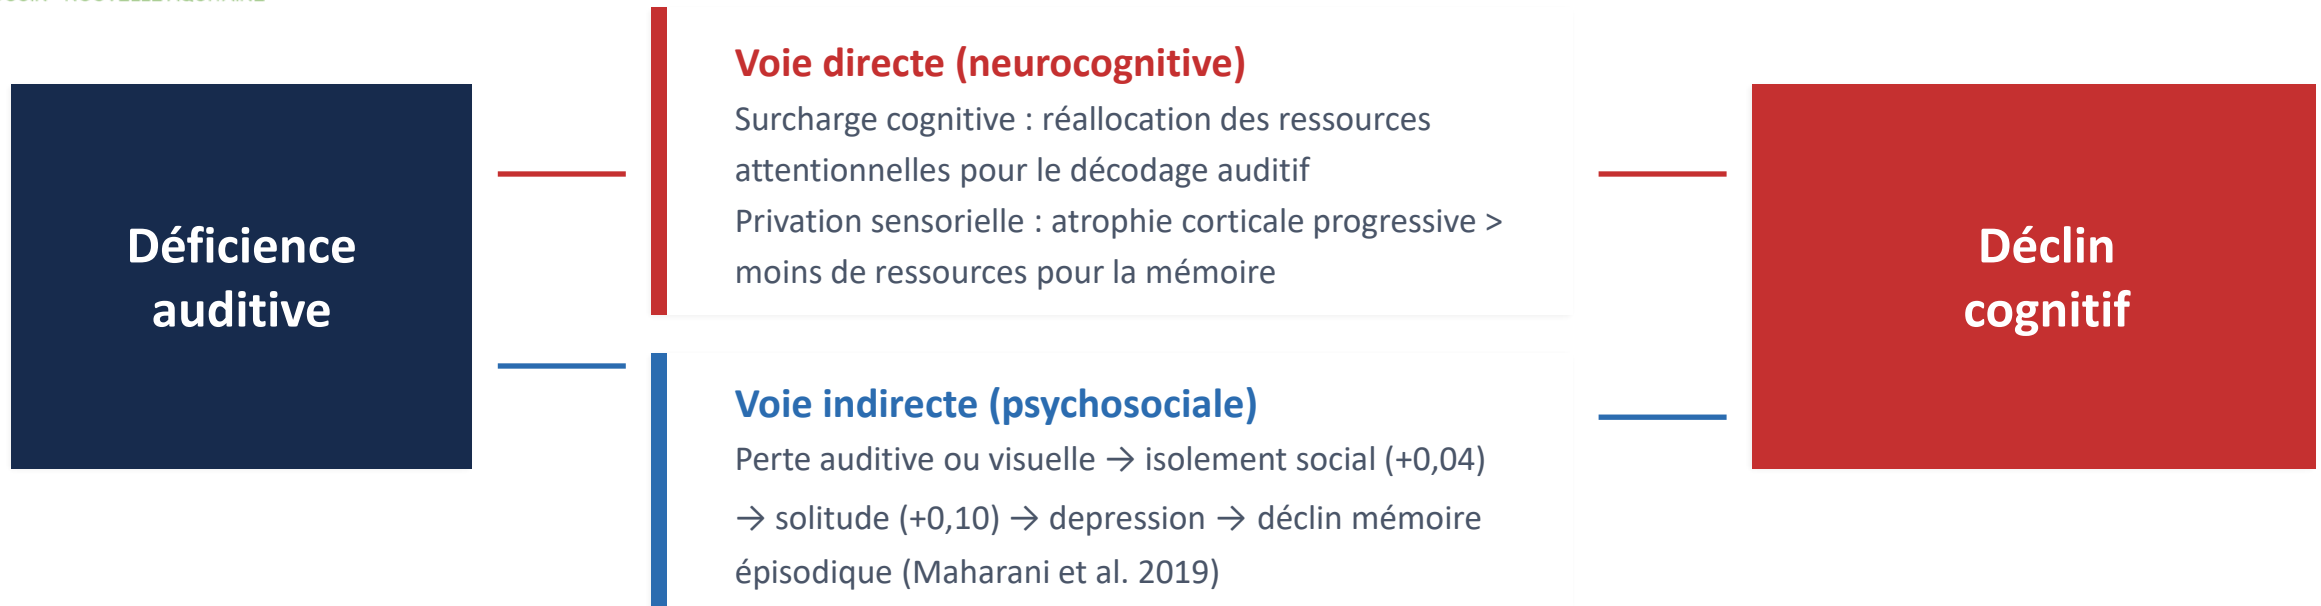 Déficience
auditive
Voie directe (neurocognitive)
Surcharge cognitive : réallocation des ressources
attentionnelles pour le décodage auditif
Privation sensorielle : atrophie corticale progressive >
moins de ressources pour la mémoire
Voie indirecte (psychosociale)
Perte auditive ou visuelle → isolement social (+0,04)
→ solitude (+0,10) → depression → déclin mémoire
épisodique (Maharani et al. 2019)
Déclin
cognitif